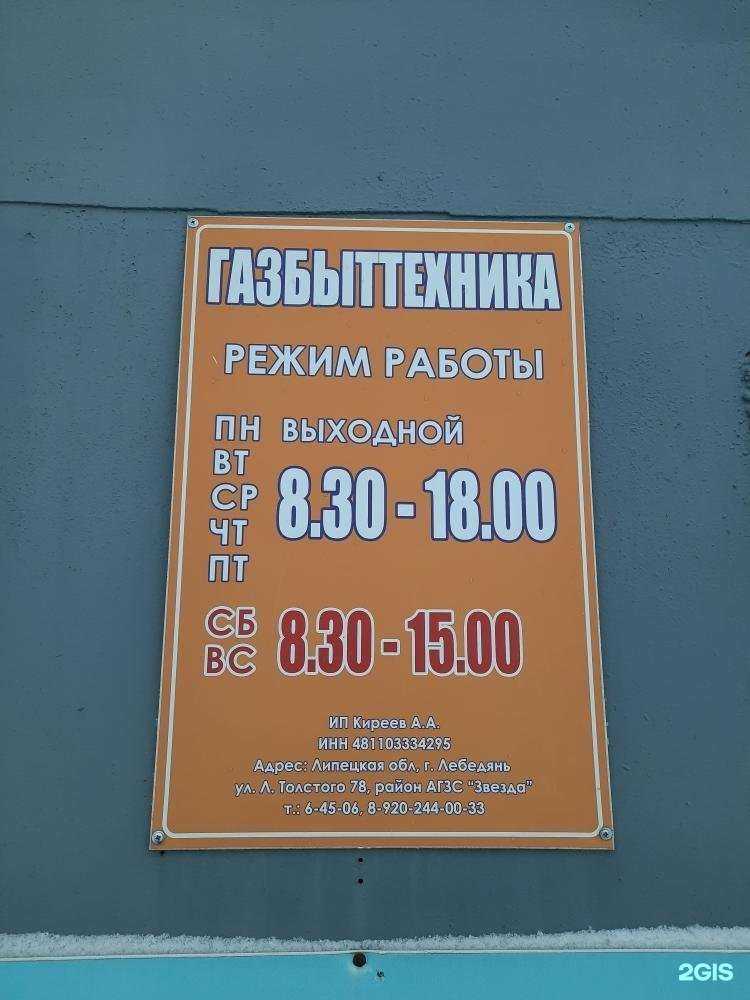 ГАЗБЫТТЕХНИКА
РЕЖИМ РАБОТЫ
ПН ВЫХОДНОЙ
ВТ
СР 8.30 - 18.00
ЧТ
ПТ
СБ 8.30 - 15.00
ВС
ИП Киреев А.А.
ИНН 481103334295
Адрес: Липецкая обл, г. Лебедянь
ул. Л. Толстого 78, район АГЗС "Звезда"
т.: 6-45-06, 8-920-244-00-33
2GIS